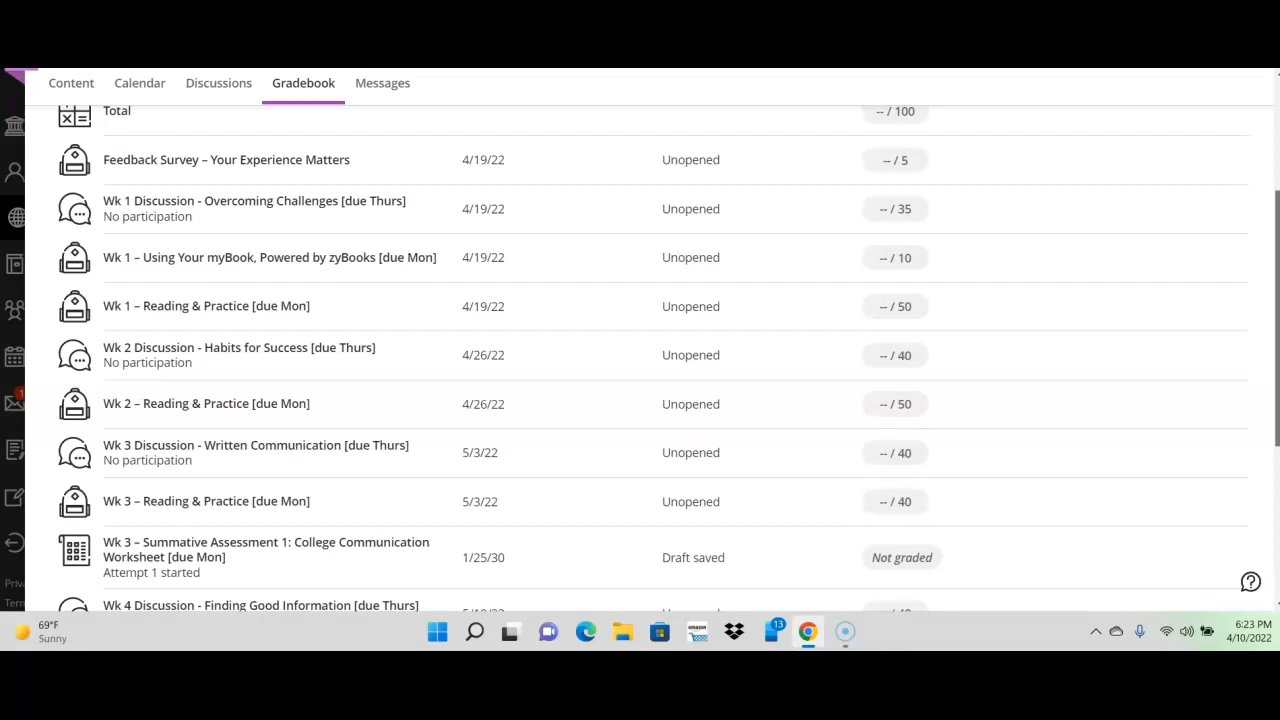 Content Calendar Discussions Gradebook Messages
Total -- / 100
Feedback Survey – Your Experience Matters 4/19/22 Unopened -- / 5
Wk 1 Discussion - Overcoming Challenges [due Thurs] 4/19/22 Unopened -- / 35
No participation
Wk 1 – Using Your myBook, Powered by zyBooks [due Mon] 4/19/22 Unopened -- / 10
Wk 1 – Reading & Practice [due Mon] 4/19/22 Unopened -- / 50
Wk 2 Discussion - Habits for Success [due Thurs] 4/26/22 Unopened -- / 40
No participation
Wk 2 – Reading & Practice [due Mon] 4/26/22 Unopened -- / 50
Wk 3 Discussion - Written Communication [due Thurs] 5/3/22 Unopened -- / 40
No participation
Wk 3 – Reading & Practice [due Mon] 5/3/22 Unopened -- / 40
Wk 3 – Summative Assessment 1: College Communication
Worksheet [due Mon] 1/25/30 Draft saved Not graded
Attempt 1 started
Priv
Term
Wk 4 Discussion - Finding Good Information [due Thurs]
1
69°F
Sunny
amazon
13
6:23 PM
4/10/2022